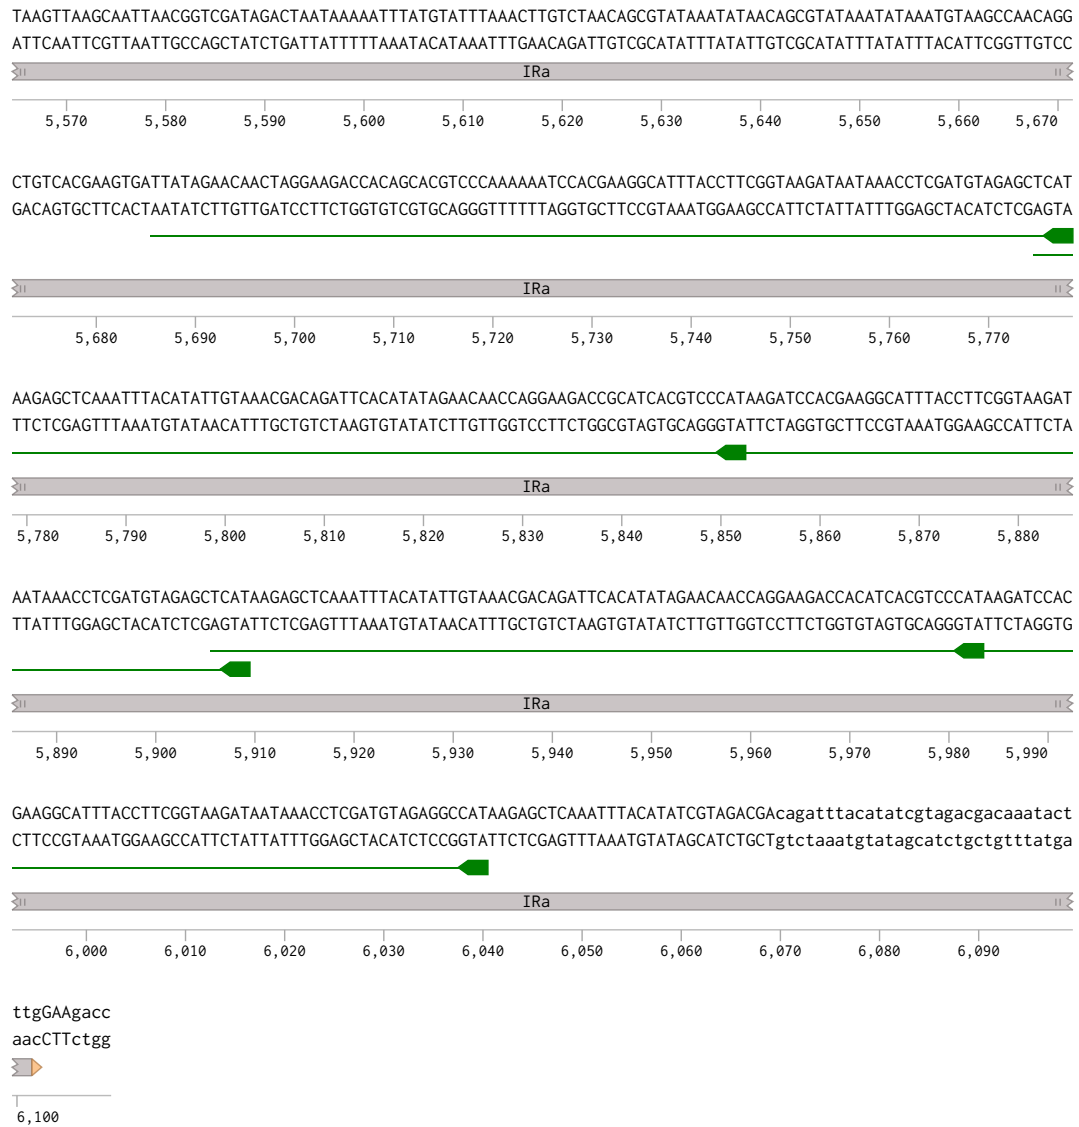 TAAGTTAAGCAATTAACGGTCGATAGACTAATAAAAATTTATGTATTTAAACTTGTCTAACAGCGTATAAATATAACAGCGTATAAATATAAATGTAAGCCAACAGG
ATTCAATTCGTTAATTGCCAGCTATCTGATTATTTTTAAATACATAAATTTGAACAGATTGTCGCATATTTATATTGTCGCATATTTATATTTACATTCGGTTGTCC
IRa
5,570 5,580 5,590 5,600 5,610 5,620 5,630 5,640 5,650 5,660 5,670
CTGTCACGAAGTGATTATAGAACAACTAGGAAGACCACAGCACGTCCCAAAAAATCCACGAAGGCATTTACCTTCGGTAAGATAATAAACCTCGATGTAGAGCTCAT
GACAGTGCTTCACTAATATCTTGTTGATCCTTCTGGTGTCGTGCAGGGTTTTTTAGGTGCTTCCGTAAATGGAAGCCATTCTATTATTTGGAGCTACATCTCGAGTA
IRa
5,680 5,690 5,700 5,710 5,720 5,730 5,740 5,750 5,760 5,770
AAGAGCTCAAATTTACATATTGTAAACGACAGATTCACATATAGAACAACCAGGAAGACCGCATCACGTCCCATAAGATCCACGAAGGCATTTACCTTCGGTAAGAT
TTCTCGAGTTTAAATGTATAACATTTGCTGTCTAAGTGTATATCTTGTTGGTCCTTCTGGCGTAGTGCAGGGTATTCTAGGTGCTTCCGTAAATGGAAGCCATTCTA
IRa
5,780 5,790 5,800 5,810 5,820 5,830 5,840 5,850 5,860 5,870 5,880
AATAAACCTCGATGTAGAGCTCATAAGAGCTCAAATTTACATATTGTAAACGACAGATTCACATATAGAACAACCAGGAAGACCACATCACGTCCCATAAGATCCAC
TTATTTGGAGCTACATCTCGAGTATTCTCGAGTTTAAATGTATAACATTTGCTGTCTAAGTGTATATCTTGTTGGTCCTTCTGGTGTAGTGCAGGGTATTCTAGGTG
IRa
5,890 5,900 5,910 5,920 5,930 5,940 5,950 5,960 5,970 5,980 5,990
GAAGGCATTTACCTTCGGTAAGATAATAAACCTCGATGTAGAGGCCATAAGAGCTCAAATTTACATATCGTAGACGAcagatttacatatcgtagacgacaaatact
CTTCCGTAAATGGAAGCCATTCTATTATTTGGAGCTACATCTCCGGTATTCTCGAGTTTAAATGTATAGCATCTGCTgtctaaatgtatagcatctgctgtttatga
IRa
6,000 6,010 6,020 6,030 6,040 6,050 6,060 6,070 6,080 6,090
ttgGAAgacc
aacCTTctgg
6,100